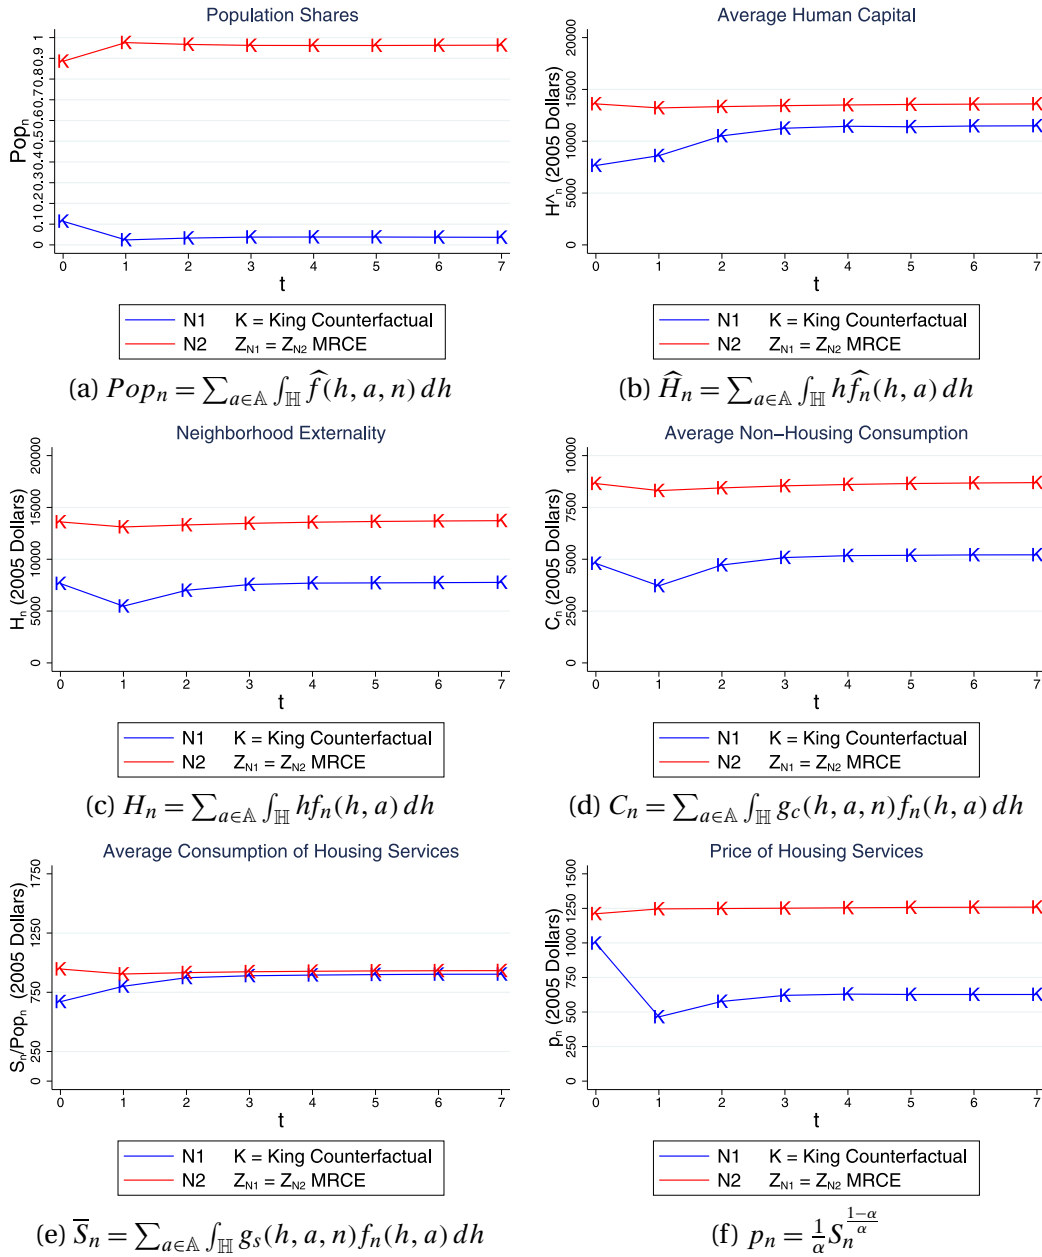 Population Shares
Pop_n
0 0.1 0.2 0.3 0.4 0.5 0.6 0.7 0.8 0.9 1
0 1 2 3 4 5 6 7
t
N1 K = King Counterfactual
N2 Z_N1 = Z_N2 MRCE
(a) Pop_n = ∑_{a∈𝔸} ∫_ℍ f̂(h, a, n) dh
Average Human Capital
H^_n (2005 Dollars)
0 5000 10000 15000 20000
0 1 2 3 4 5 6 7
t
N1 K = King Counterfactual
N2 Z_N1 = Z_N2 MRCE
(b) Ĥ_n = ∑_{a∈𝔸} ∫_ℍ h f̂_n(h, a) dh
Neighborhood Externality
H_n (2005 Dollars)
0 5000 10000 15000 20000
0 1 2 3 4 5 6 7
t
N1 K = King Counterfactual
N2 Z_N1 = Z_N2 MRCE
(c) H_n = ∑_{a∈𝔸} ∫_ℍ h f_n(h, a) dh
Average Non-Housing Consumption
C_n (2005 Dollars)
0 2500 5000 7500 10000
0 1 2 3 4 5 6 7
t
N1 K = King Counterfactual
N2 Z_N1 = Z_N2 MRCE
(d) C_n = ∑_{a∈𝔸} ∫_ℍ g_c(h, a, n) f_n(h, a) dh
Average Consumption of Housing Services
S_n/Pop_n (2005 Dollars)
0 250 750 1250 1750
0 1 2 3 4 5 6 7
t
N1 K = King Counterfactual
N2 Z_N1 = Z_N2 MRCE
(e) S̅_n = ∑_{a∈𝔸} ∫_ℍ g_s(h, a, n) f_n(h, a) dh
Price of Housing Services
p_n (2005 Dollars)
0 250 500 750 1000 1250 1500
0 1 2 3 4 5 6 7
t
N1 K = King Counterfactual
N2 Z_N1 = Z_N2 MRCE
(f) p_n = 1/α S_n^{(1−α)/α}